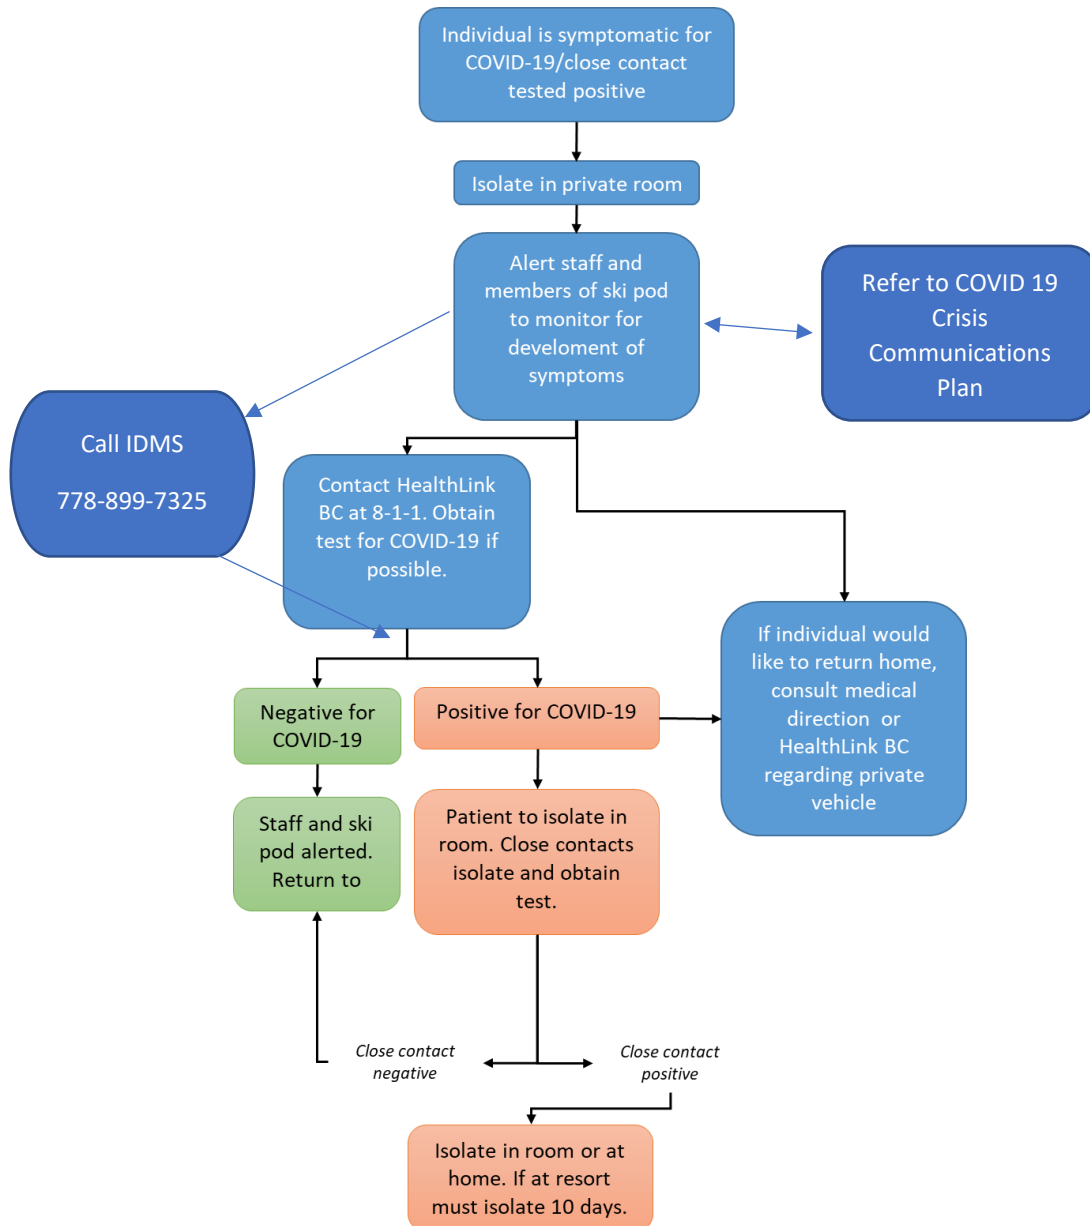 Individual is symptomatic for
COVID-19/close contact
tested positive
Isolate in private room
Alert staff and
members of ski pod
to monitor for
develoment of
symptoms
Refer to COVID 19
Crisis
Communications
Plan
Call IDMS
778-899-7325
Contact HealthLink
BC at 8-1-1. Obtain
test for COVID-19 if
possible.
If individual would
like to return home,
consult medical
direction or
HealthLink BC
regarding private
vehicle
Negative for
COVID-19
Positive for COVID-19
Staff and ski
pod alerted.
Return to
Patient to isolate in
room. Close contacts
isolate and obtain
test.
Close contact
negative
Close contact
positive
Isolate in room or at
home. If at resort
must isolate 10 days.